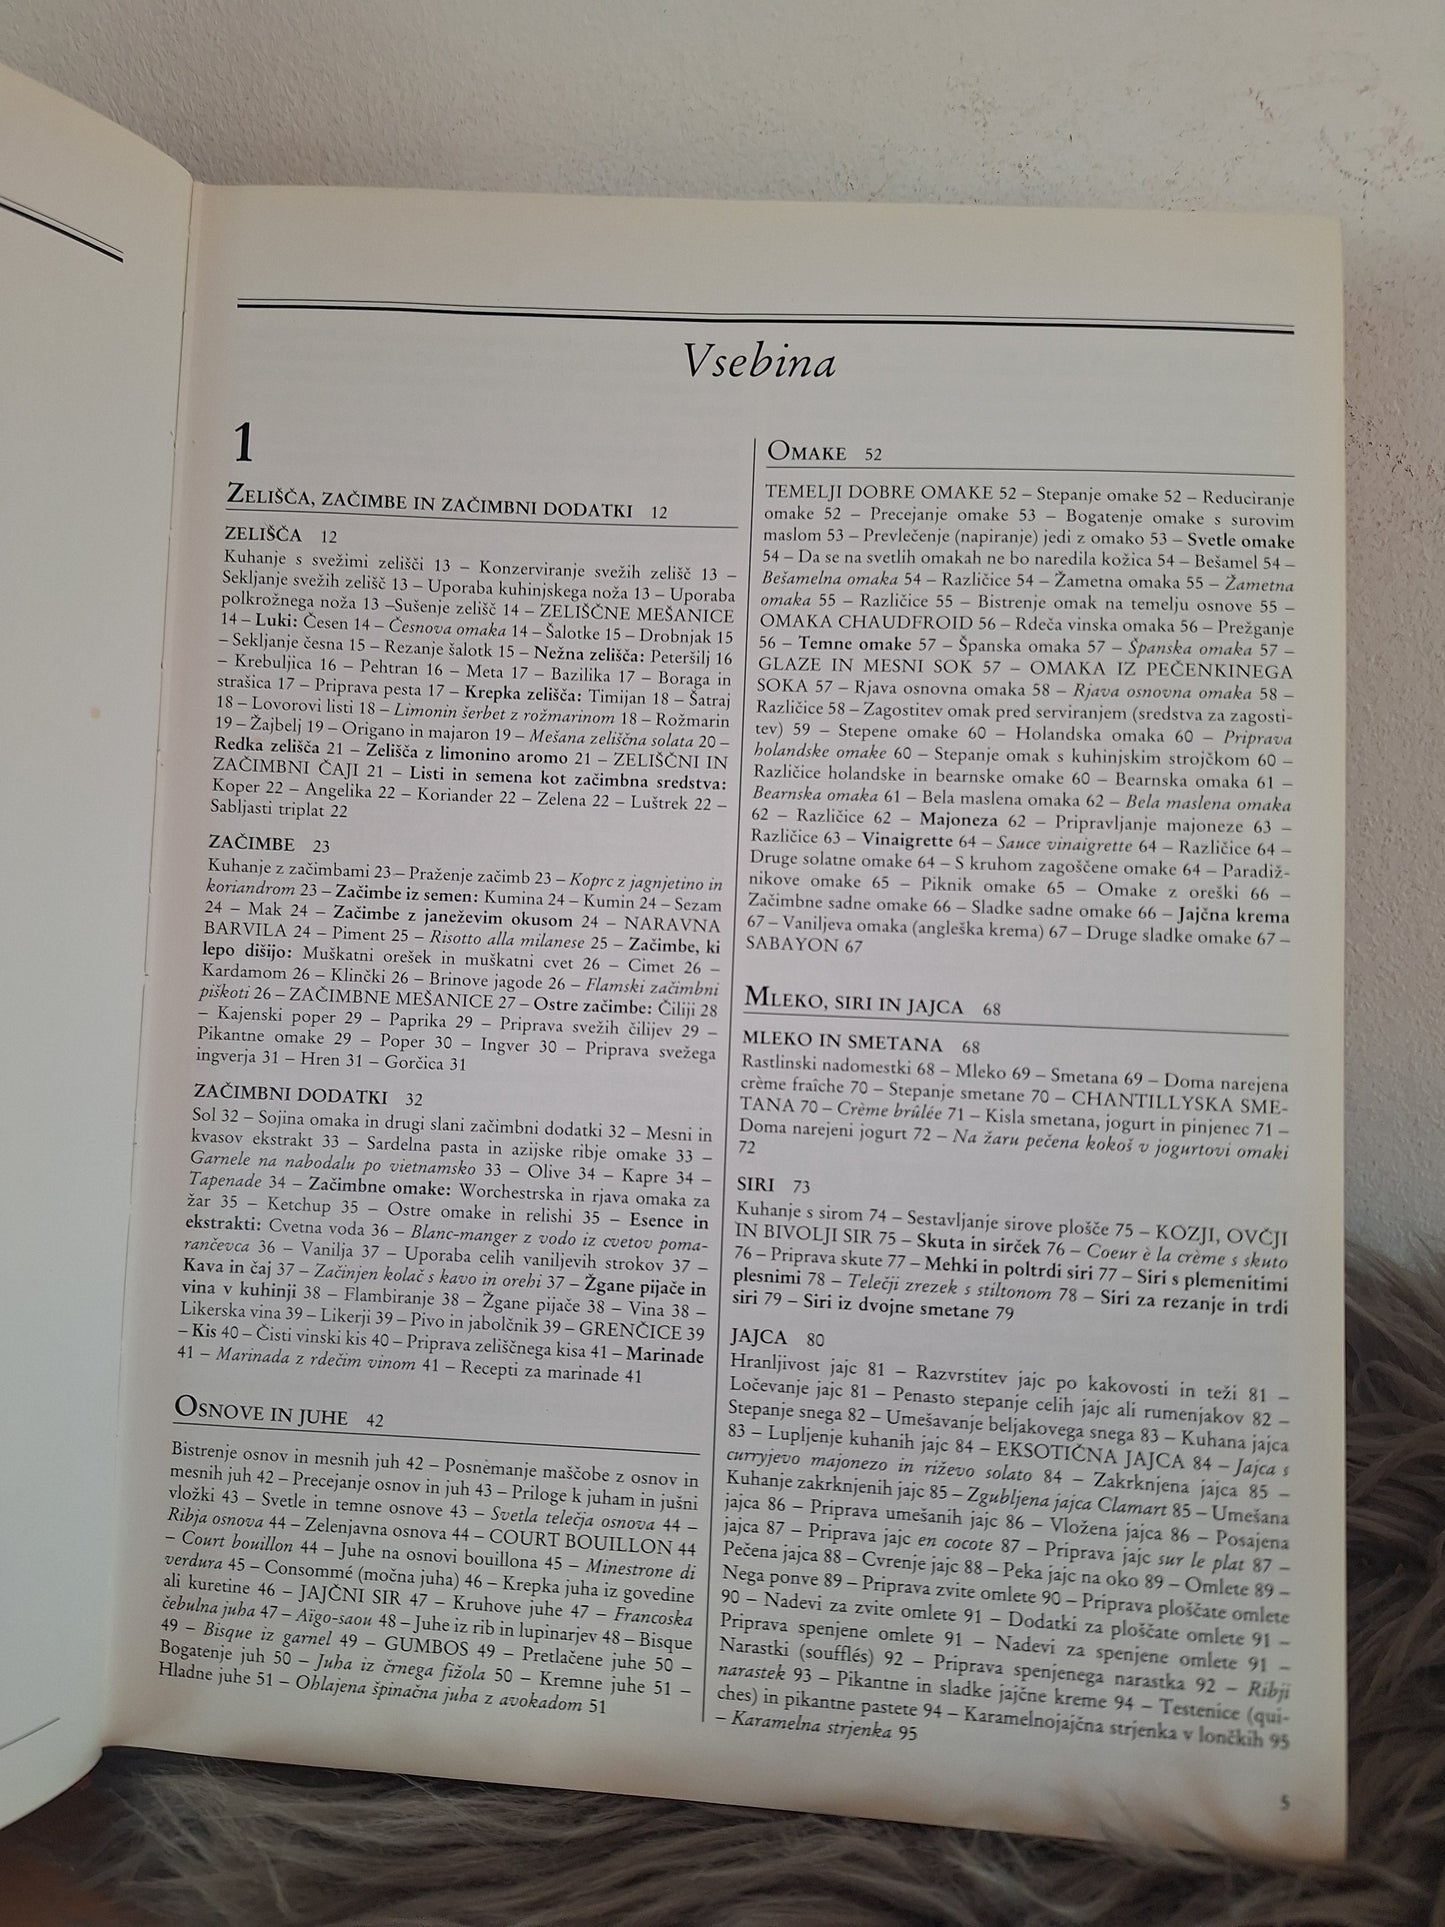 Vsebina
1
ZELIŠČA, ZAČIMBE IN ZAČIMBNI DODATKI 12
ZELIŠČA 12
Kuhanje s svežimi zelišči 13 – Konzerviranje svežih zelišč 13 –
Sekljanje svežih zelišč 13 – Uporaba kuhinjskega noža 13 – Uporaba
polkrožnega noža 13 –Sušenje zelišč 14 – ZELIŠČNE MEŠANICE
14 – Luki: Česen 14 – Česnova omaka 14 – Šalotke 15 – Drobnjak 15
– Sekljanje česna 15 – Rezanje šalotk 15 – Nežna zelišča: Peteršilj 16
– Krebuljica 16 – Pehtran 16 – Meta 17 – Bazilika 17 – Boraga in
strašica 17 – Priprava pesta 17 – Krepka zelišča: Timijan 18 – Šatraj
18 – Lovorovi listi 18 – Limonin šerbet z rožmarinom 18 – Rožmarin
19 – Žajbelj 19 – Origano in majaron 19 – Mešana zeliščna solata 20 –
Redka zelišča 21 – Zelišča z limonino aromo 21 – ZELIŠČNI IN
ZAČIMBNI ČAJI 21 – Listi in semena kot začimbna sredstva:
Koper 22 – Angelika 22 – Koriander 22 – Zelena 22 – Luštrek 22 –
Sabljasti triplat 22
ZAČIMBE 23
Kuhanje z začimbami 23 – Praženje začimb 23 – Koprc z jagnjetino in
koriandrom 23 – Začimbe iz semen: Kumina 24 – Kumin 24 – Sezam
24 – Mak 24 – Začimbe z janeževim okusom 24 – NARAVNA
BARVILA 24 – Piment 25 – Risotto alla milanese 25 – Začimbe, ki
lepo dišijo: Muškatni orešek in muškatni cvet 26 – Cimet 26 –
Kardamom 26 – Klinčki 26 – Brinove jagode 26 – Flamski začimbni
piškoti 26 – ZAČIMBNE MEŠANICE 27 – Ostre začimbe: Čiliji 28
– Kajenski poper 29 – Paprika 29 – Priprava svežih čilijev 29 –
Pikantne omake 29 – Poper 30 – Ingver 30 – Priprava svežega
ingverja 31 – Hren 31 – Gorčica 31
ZAČIMBNI DODATKI 32
Sol 32 – Sojina omaka in drugi slani začimbni dodatki 32 – Mesni in
kvasov ekstrakt 33 – Sardelna pasta in azijske ribje omake 33 –
Garnele na nabodalu po vietnamsko 33 – Olive 34 – Kapre 34 –
Tapenade 34 – Začimbne omake: Worchestrska in rjava omaka za
žar 35 – Ketchup 35 – Ostre omake in relishi 35 – Esence in
ekstrakti: Cvetna voda 36 – Blanc-manger z vodo iz cvetov poma-
rančevca 36 – Vanilja 37 – Uporaba celih vaniljevih strokov 37 –
Kava in čaj 37 – Začinjen kolač s kavo in orehi 37 – Žgane pijače in
vina v kuhinji 38 – Flambiranje 38 – Žgane pijače 38 – Vina 38 –
Likerska vina 39 – Likerji 39 – Pivo in jabolčnik 39 – GRENČICE 39
– Kis 40 – Čisti vinski kis 40 – Priprava zeliščnega kisa 41 – Marinade
41 – Marinada z rdečim vinom 41 – Recepti za marinade 41
OSNOVE IN JUHE 42
Bistrenje osnov in mesnih juh 42 – Posnemanje maščobe z osnov in
mesnih juh 42 – Precejanje osnov in juh 43 – Priloge k juham in jušni
vložki 43 – Svetle in temne osnove 43 – Svetla telečja osnova 44 –
Ribja osnova 44 – Zelenjavna osnova 44 – COURT BOUILLON 44
– Court bouillon 44 – Juhe na osnovi bouillona 45 – Minestrone di
verdura 45 – Consommé (močna juha) 46 – Krepka juha iz govedine
ali kuretine 46 – JAJČNI SIR 47 – Kruhove juhe 47 – Francoska
čebulna juha 47 – Aïgo-saou 48 – Juhe iz rib in lupinarjev 48 – Bisque
49 – Bisque iz garnel 49 – GUMBOS 49 – Pretlačene juhe 50 –
Bogatenje juh 50 – Juha iz črnega fižola 50 – Kremne juhe 51 –
Hladne juhe 51 – Ohlajena špinačna juha z avokadom 51
OMAKE 52
TEMELJI DOBRE OMAKE 52 – Stepanje omake 52 – Reduciranje
omake 52 – Precejanje omake 53 – Bogatenje omake s surovim
maslom 53 – Prevlečenje (napiranje) jedi z omako 53 – Svetle omake
54 – Da se na svetlih omakah ne bo naredila kožica 54 – Bešamel 54 –
Bešamelna omaka 54 – Različice 54 – Žametna omaka 55 – Žametna
omaka 55 – Različice 55 – Bistrenje omak na temelju osnove 55 –
OMAKA CHAUDFROID 56 – Rdeča vinska omaka 56 – Prežganje
56 – Temne omake 57 – Španska omaka 57 – Španska omaka 57 –
GLAZE IN MESNI SOK 57 – OMAKA IZ PEČENKINEGA
SOKA 57 – Rjava osnovna omaka 58 – Rjava osnovna omaka 58 –
Različice 58 – Zagostitev omak pred serviranjem (sredstva za zagosti-
tev) 59 – Stepene omake 60 – Holandska omaka 60 – Priprava
holandske omake 60 – Stepanje omak s kuhinjskim strojčkom 60 –
Različice holandske in bearnske omake 60 – Bearnska omaka 61 –
Bearnska omaka 61 – Bela maslena omaka 62 – Bela maslena omaka
62 – Različice 62 – Majoneza 62 – Pripravljanje majoneze 63 –
Različice 63 – Vinaigrette 64 – Sauce vinaigrette 64 – Različice 64 –
Druge solatne omake 64 – S kruhom zagoščene omake 64 – Paradiž-
nikove omake 65 – Piknik omake 65 – Omake z oreški 66 –
Začimbne sadne omake 66 – Sladke sadne omake 66 – Jajčna krema
67 – Vaniljeva omaka (angleška krema) 67 – Druge sladke omake 67 –
SABAYON 67
MLEKO, SIRI IN JAJCA 68
MLEKO IN SMETANA 68
Rastlinski nadomestki 68 – Mleko 69 – Smetana 69 – Doma narejena
crème fraîche 70 – Stepanje smetane 70 – CHANTILLYSKA SME-
TANA 70 – Crème brûlée 71 – Kisla smetana, jogurt in pinjenec 71 –
Doma narejeni jogurt 72 – Na žaru pečena kokoš v jogurtovi omaki
72
SIRI 73
Kuhanje s sirom 74 – Sestavljanje sirove plošče 75 – KOZJI, OVČJI
IN BIVOLJI SIR 75 – Skuta in sirček 76 – Coeur è la crème s skuto
76 – Priprava skute 77 – Mehki in poltrdi siri 77 – Siri s plemenitimi
plesnimi 78 – Telečji zrezek s stiltonom 78 – Siri za rezanje in trdi
siri 79 – Siri iz dvojne smetane 79
JAJCA 80
Hranljivost jajc 81 – Razvrstitev jajc po kakovosti in teži 81 –
Ločevanje jajc 81 – Penasto stepanje celih jajc ali rumenjakov 82 –
Stepanje snega 82 – Umešavanje beljakovega snega 83 – Kuhana jajca
83 – Lupljenje kuhanih jajc 84 – EKSOTIČNA JAJCA 84 – Jajca s
curryjevo majonezo in riževo solato 84 – Zakrknjena jajca 85 –
Kuhanje zakrknjenih jajc 85 – Zgubljena jajca Clamart 85 – Umešana
jajca 86 – Priprava umešanih jajc 86 – Vložena jajca 86 – Posajena
jajca 87 – Priprava jajc en cocote 87 – Priprava jajc sur le plat 87 –
Pečena jajca 88 – Cvrenje jajc 88 – Peka jajc na oko 89 – Omlete 89 –
Nega ponve 89 – Priprava zvite omlete 90 – Priprava ploščate omlete
90 – Nadevi za zvite omlete 91 – Dodatki za ploščate omlete 91 –
Priprava spenjene omlete 91 – Nadevi za spenjene omlete 91 –
Narastki (soufflés) 92 – Priprava spenjenega narastka 92 – Ribji
narastek 93 – Pikantne in sladke jajčne kreme 94 – Testenice (qui-
ches) in pikantne pastete 94 – Karamelnojajčna strjenka v lončkih 95
– Karamelna strjenka 95
5